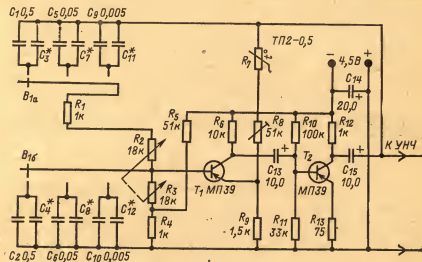 C1 0,5 C5 0,05 C9 0,005
C3* C7* C11*
B1а
R1
1к
R2
18к
B1б
R3
18к
R4
1к
C4* C8* C12*
C2 0,5 C6 0,05 C10 0,005
R5
51к
R6
10к
T1 МП39
ТП2-0,5
R7
t°
R8
51к
C13
10,0
R9
1,5к
R10
100к
R11
33к
T2
МП39
R12
1к
R13
75
− +
4,5В
C14
20,0
+
C15
10,0
К УНЧ